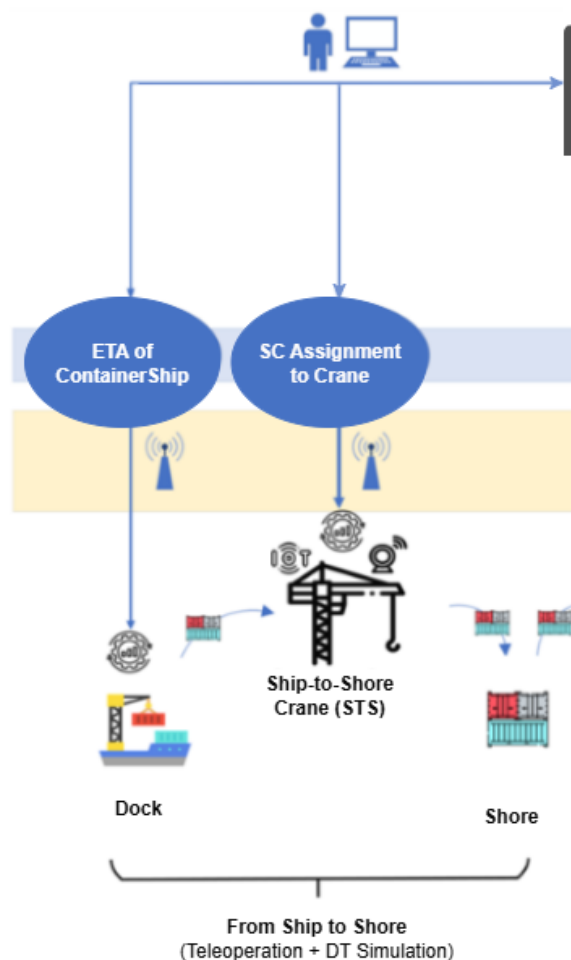 ETA of
ContainerShip
SC Assignment
to Crane
IOT
Ship-to-Shore
Crane (STS)
Dock
Shore
From Ship to Shore
(Teleoperation + DT Simulation)